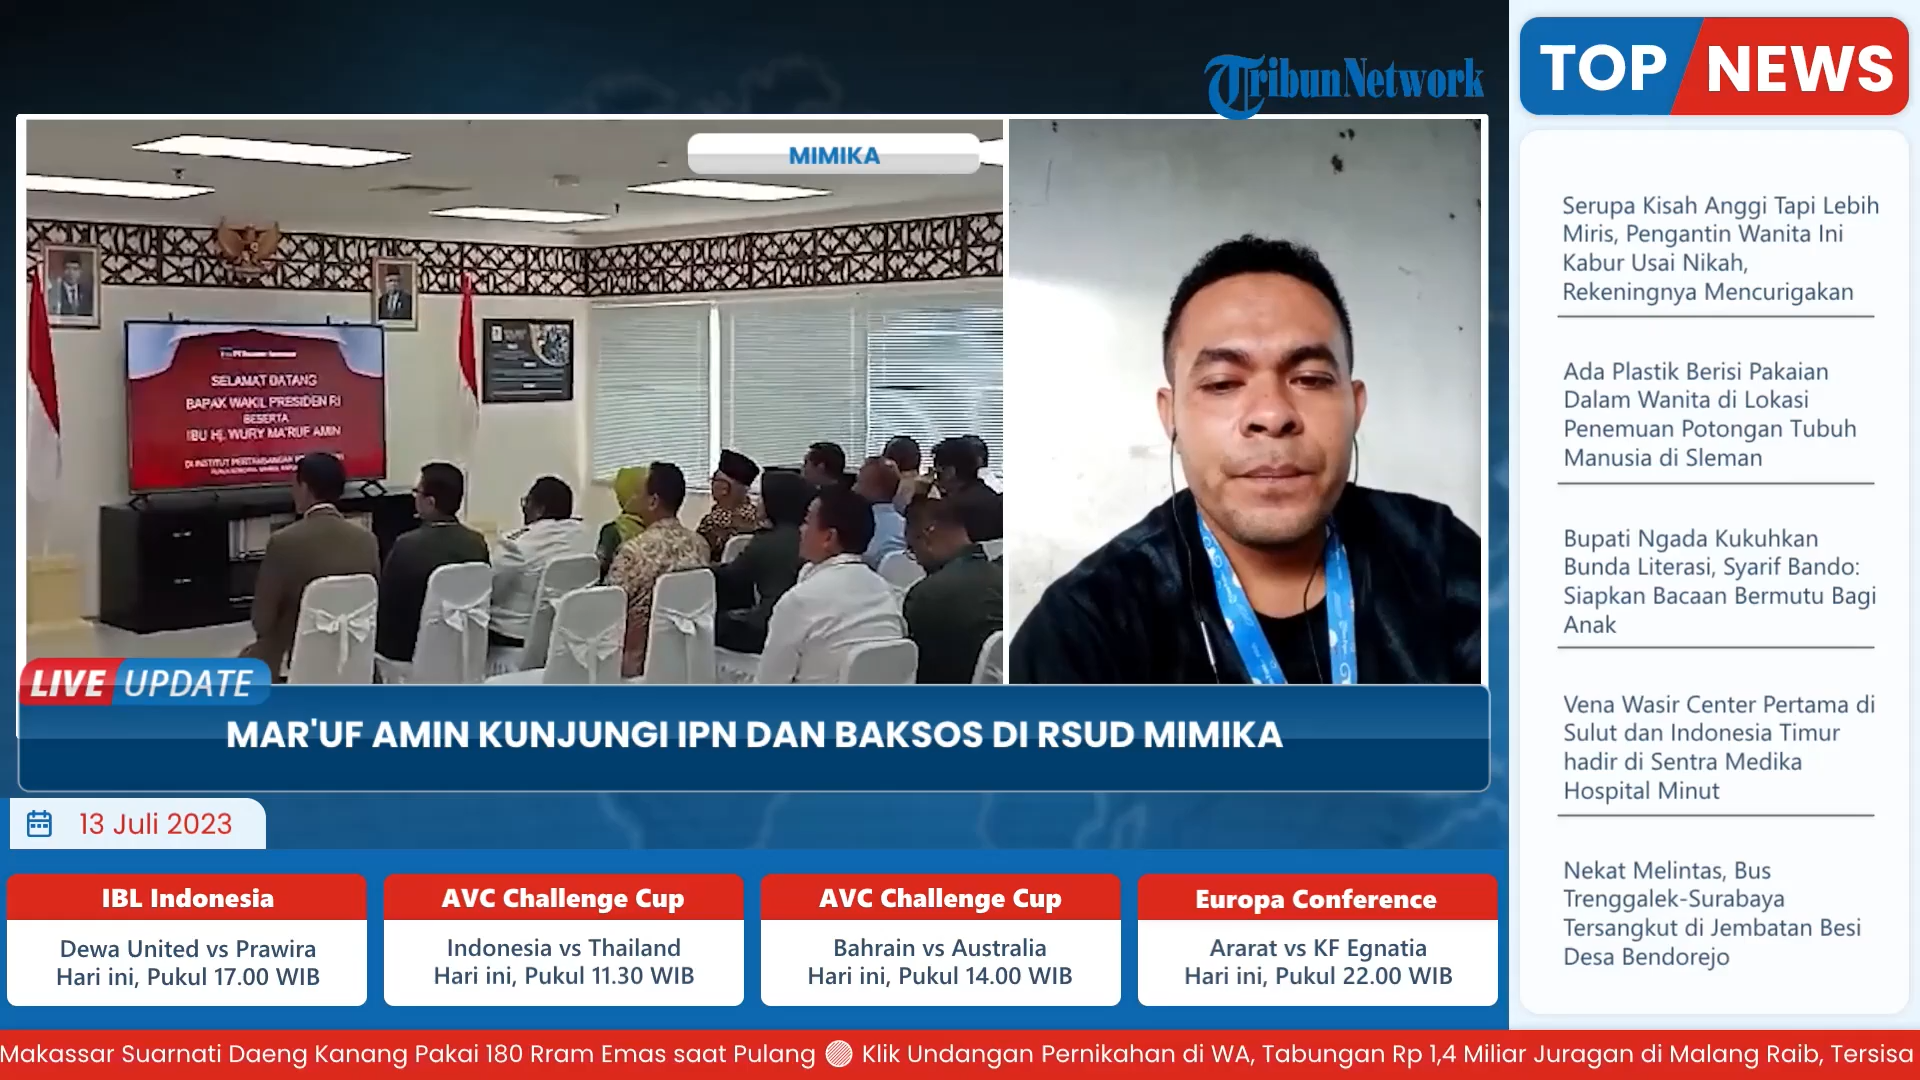 TribunNetwork
MIMIKA
SELAMAT DATANG
BAPAK WAKIL PRESIDEN RI
BESERTA
IBU HJ. WURY MA'RUF AMIN
LIVE UPDATE
MAR'UF AMIN KUNJUNGI IPN DAN BAKSOS DI RSUD MIMIKA
13 Juli 2023
IBL Indonesia
Dewa United vs Prawira
Hari ini, Pukul 17.00 WIB
AVC Challenge Cup
Indonesia vs Thailand
Hari ini, Pukul 11.30 WIB
AVC Challenge Cup
Bahrain vs Australia
Hari ini, Pukul 14.00 WIB
Europa Conference
Ararat vs KF Egnatia
Hari ini, Pukul 22.00 WIB
TOP NEWS
Serupa Kisah Anggi Tapi Lebih
Miris, Pengantin Wanita Ini
Kabur Usai Nikah,
Rekeningnya Mencurigakan
Ada Plastik Berisi Pakaian
Dalam Wanita di Lokasi
Penemuan Potongan Tubuh
Manusia di Sleman
Bupati Ngada Kukuhkan
Bunda Literasi, Syarif Bando:
Siapkan Bacaan Bermutu Bagi
Anak
Vena Wasir Center Pertama di
Sulut dan Indonesia Timur
hadir di Sentra Medika
Hospital Minut
Nekat Melintas, Bus
Trenggalek-Surabaya
Tersangkut di Jembatan Besi
Desa Bendorejo
Makassar Suarnati Daeng Kanang Pakai 180 Rram Emas saat Pulang Klik Undangan Pernikahan di WA, Tabungan Rp 1,4 Miliar Juragan di Malang Raib, Tersisa